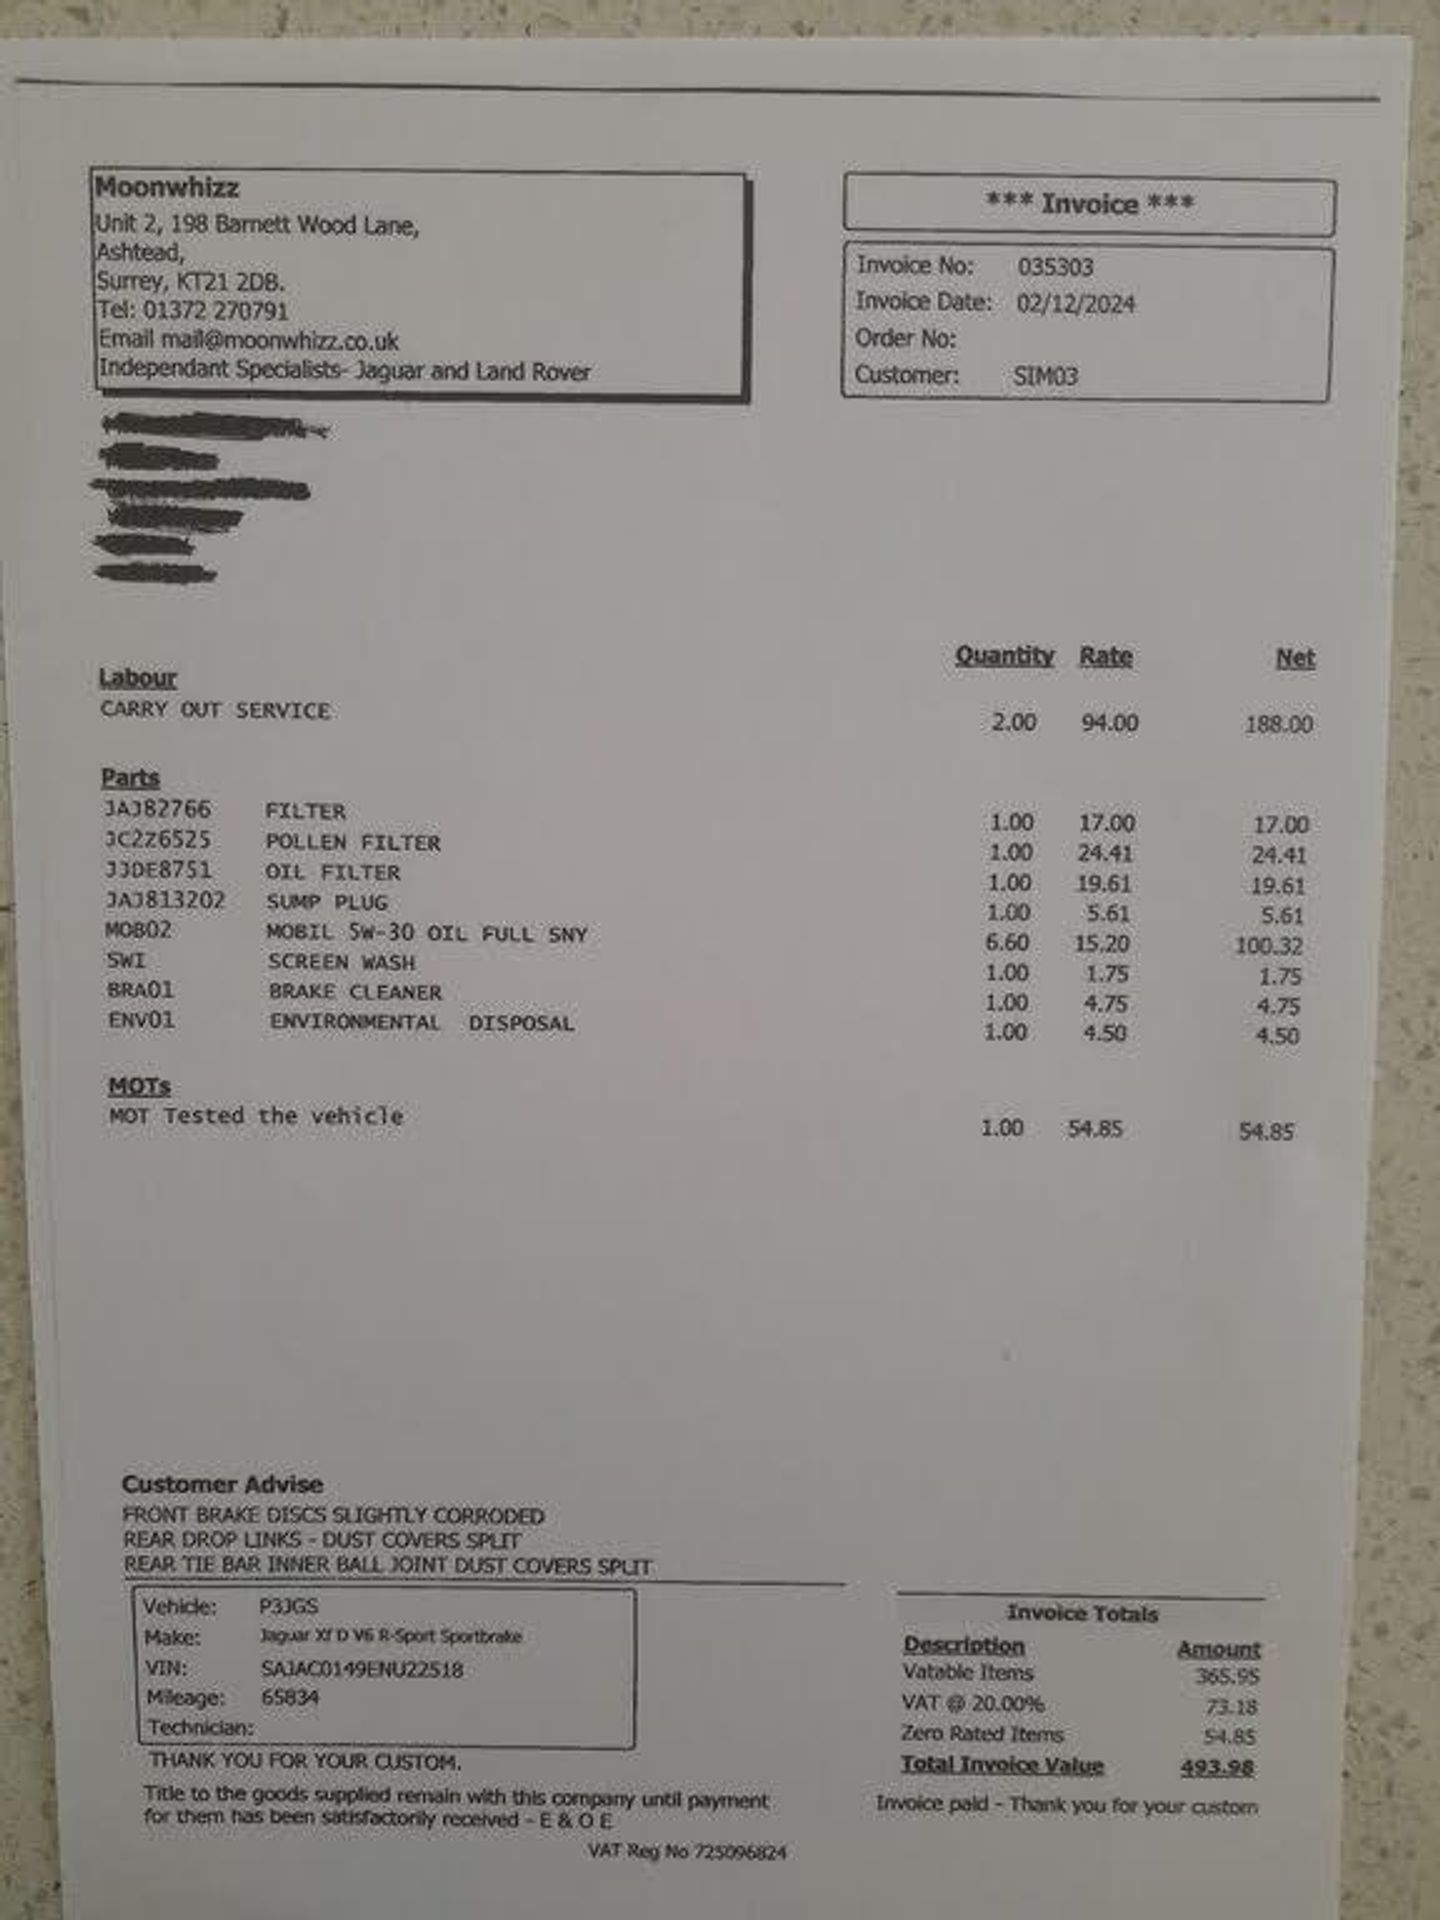 Moonwhizz
Unit 2, 198 Barnett Wood Lane,
Ashtead,
Surrey, KT21 2DB.
Tel: 01372 270791
Email mail@moonwhizz.co.uk
Independant Specialists- Jaguar and Land Rover
*** Invoice ***
Invoice No: 035303
Invoice Date: 02/12/2024
Order No:
Customer: SIM03
Quantity Rate Net
Labour
CARRY OUT SERVICE 2.00 94.00 188.00
Parts
JAJ82766 FILTER 1.00 17.00 17.00
JC2Z6525 POLLEN FILTER 1.00 24.41 24.41
JJDE8751 OIL FILTER 1.00 19.61 19.61
JAJ813202 SUMP PLUG 1.00 5.61 5.61
MOB02 MOBIL 5W-30 OIL FULL SNY 6.60 15.20 100.32
SWI SCREEN WASH 1.00 1.75 1.75
BRA01 BRAKE CLEANER 1.00 4.75 4.75
ENV01 ENVIRONMENTAL DISPOSAL 1.00 4.50 4.50
MOTs
MOT Tested the vehicle 1.00 54.85 54.85
Customer Advise
FRONT BRAKE DISCS SLIGHTLY CORRODED
REAR DROP LINKS - DUST COVERS SPLIT
REAR TIE BAR INNER BALL JOINT DUST COVERS SPLIT
Vehicle: P3JGS
Make: Jaguar Xf D V6 R-Sport Sportbrake
VIN: SAJAC0149ENU22518
Mileage: 65834
Technician:
THANK YOU FOR YOUR CUSTOM.
Title to the goods supplied remain with this company until payment
for them has been satisfactorily received - E & O E
VAT Reg No 725096824
Invoice Totals
Description Amount
Vatable Items 365.95
VAT @ 20.00% 73.18
Zero Rated Items 54.85
Total Invoice Value 493.98
Invoice paid - Thank you for your custom